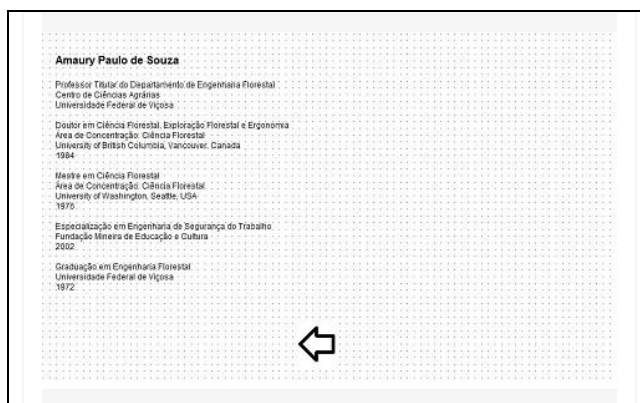 Amaury Paulo de Souza
Professor Titular do Departamento de Engenharia Florestal
Centro de Ciências Agrárias
Universidade Federal de Viçosa
Doutor em Ciência Florestal, Exploração Florestal e Ergonomia
Área de Concentração: Ciência Florestal
University of British Columbia, Vancouver, Canada
1984
Mestre em Ciência Florestal
Área de Concentração: Ciência Florestal
University of Washington, Seattle, USA
Especialização em Engenharia de Segurança do Trabalho
Fundação Mineira de Educação e Cultura
2002
Graduação em Engenharia Florestal
Universidade Federal de Viçosa
1972